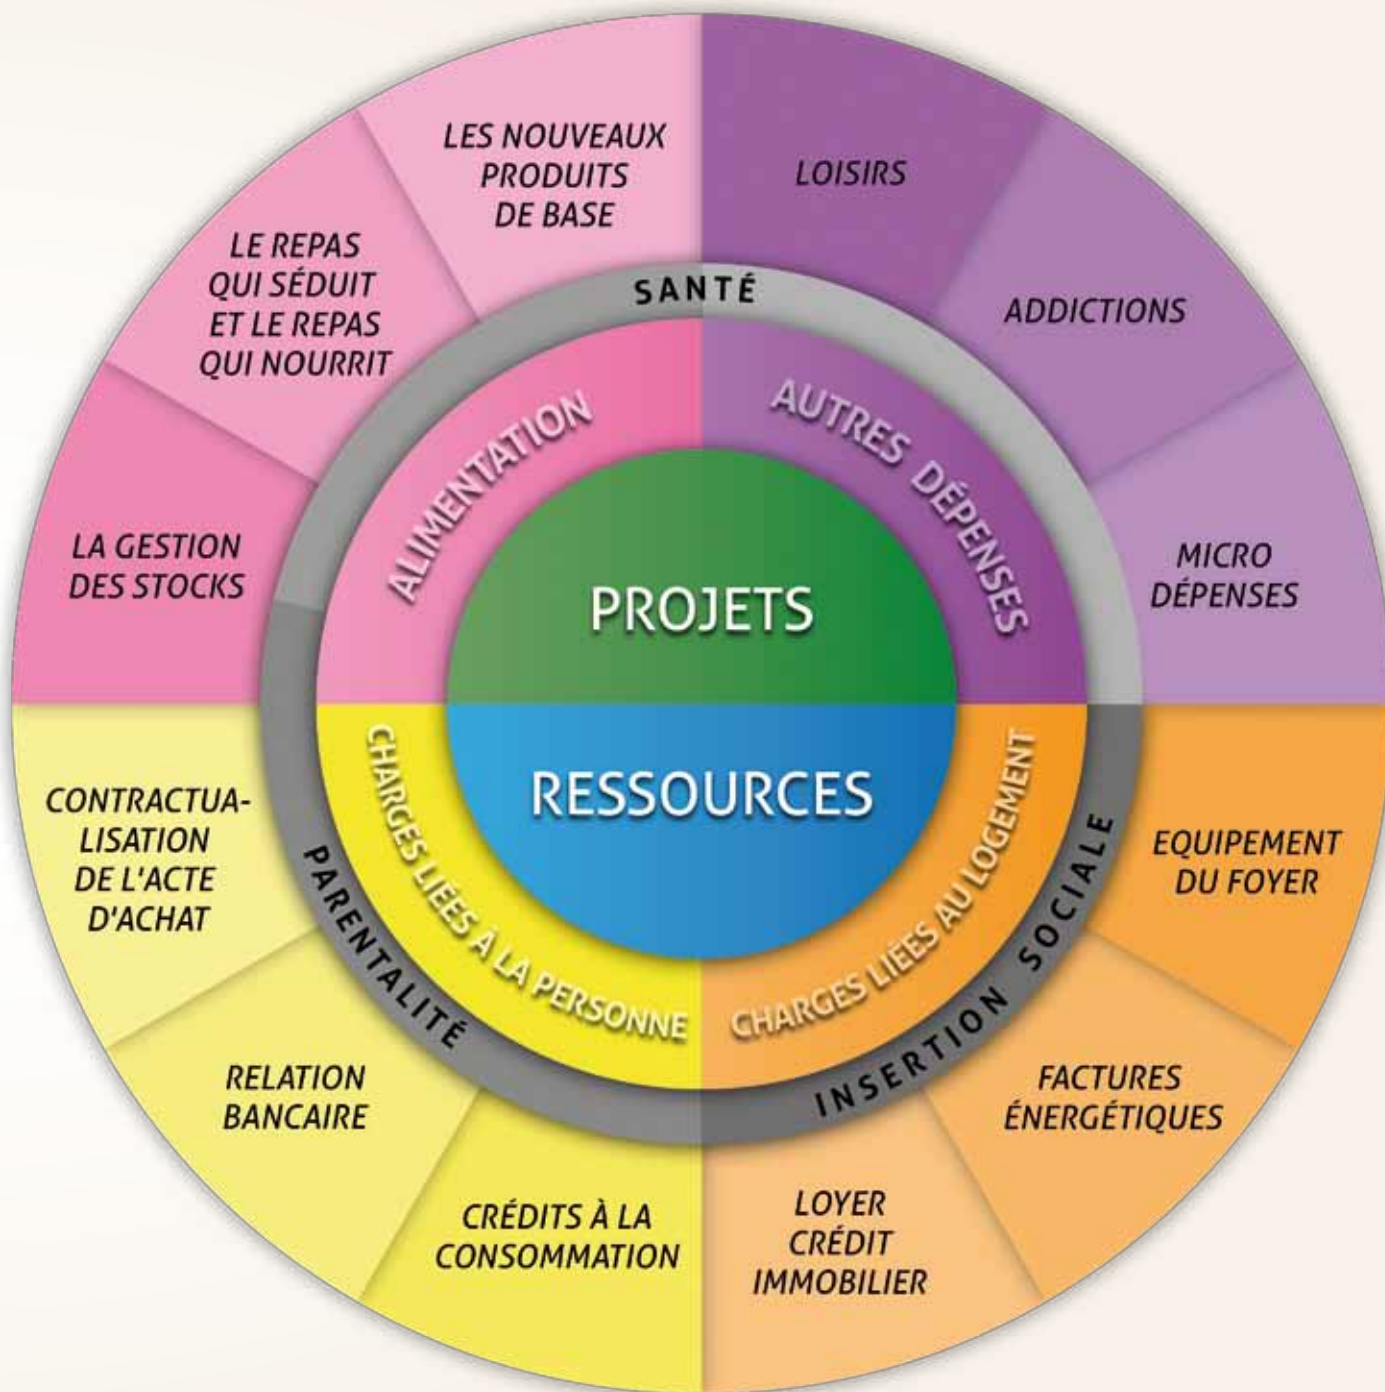 LES NOUVEAUX
PRODUITS
DE BASE
LOISIRS
LE REPAS
QUI SÉDUIT
ET LE REPAS
QUI NOURRIT
ADDICTIONS
LA GESTION
DES STOCKS
MICRO
DÉPENSES
SANTÉ
ALIMENTATION
AUTRES DÉPENSES
PROJETS
RESSOURCES
CHARGES LIÉES À LA PERSONNE
CHARGES LIÉES AU LOGEMENT
PARENTALITÉ
INSERTION SOCIALE
CONTRACTUA-
LISATION
DE L'ACTE
D'ACHAT
EQUIPEMENT
DU FOYER
RELATION
BANCAIRE
FACTURES
ÉNERGÉTIQUES
CRÉDITS À LA
CONSOMMATION
LOYER
CRÉDIT
IMMOBILIER